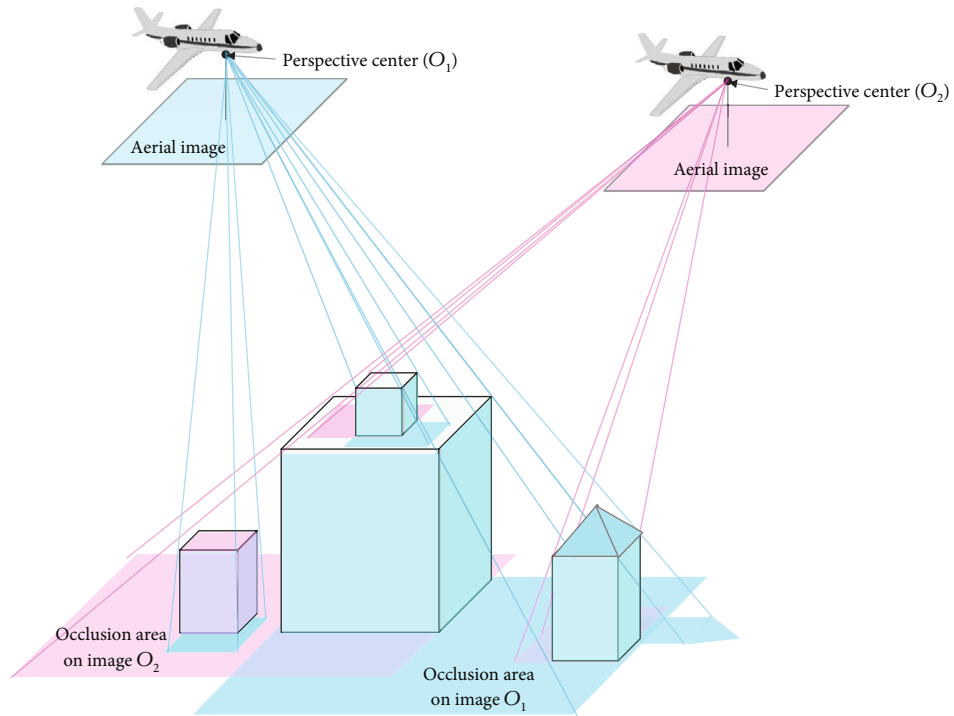 Perspective center (O1)
Perspective center (O2)
Aerial image
Aerial image
Occlusion area
on image O2
Occlusion area
on image O1